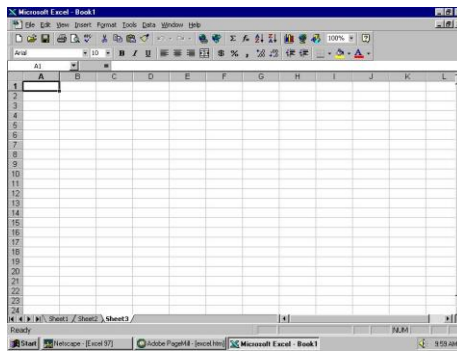 Microsoft Excel - Book1
File Edit View Insert Format Tools Data Window Help
Σ 100%
Arial 10 B I U $ % ,
A1 =
A B C D E F G H I J K L
1
2
3
4
5
6
7
8
9
10
11
12
13
14
15
16
17
18
19
20
21
22
23
24
Sheet1 Sheet2 Sheet3
Ready NUM
Start Netscape - [Excel 97] Adobe PageMill - [excel.htm] Microsoft Excel - Book1 9:59 AM